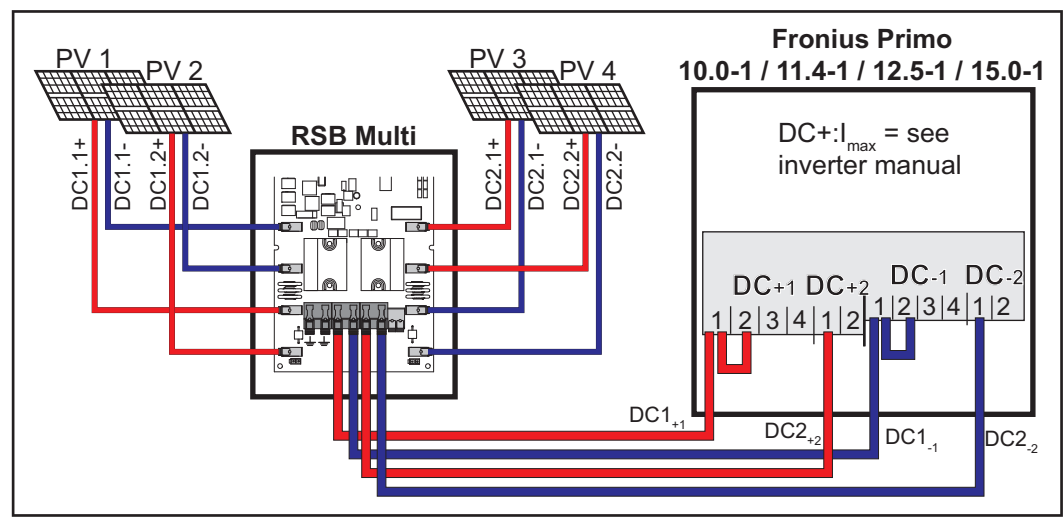 PV 1
PV 2
PV 3
PV 4
Fronius Primo
10.0-1 / 11.4-1 / 12.5-1 / 15.0-1
RSB Multi
DC+:Imax = see
inverter manual
DC1.1+
DC1.1-
DC1.2+
DC1.2-
DC2.1+
DC2.1-
DC2.2+
DC2.2-
DC+1 DC+2 DC-1 DC-2
1 2 3 4 1 2 1 2 3 4 1 2
DC1+1
DC2+2
DC1-1
DC2-2